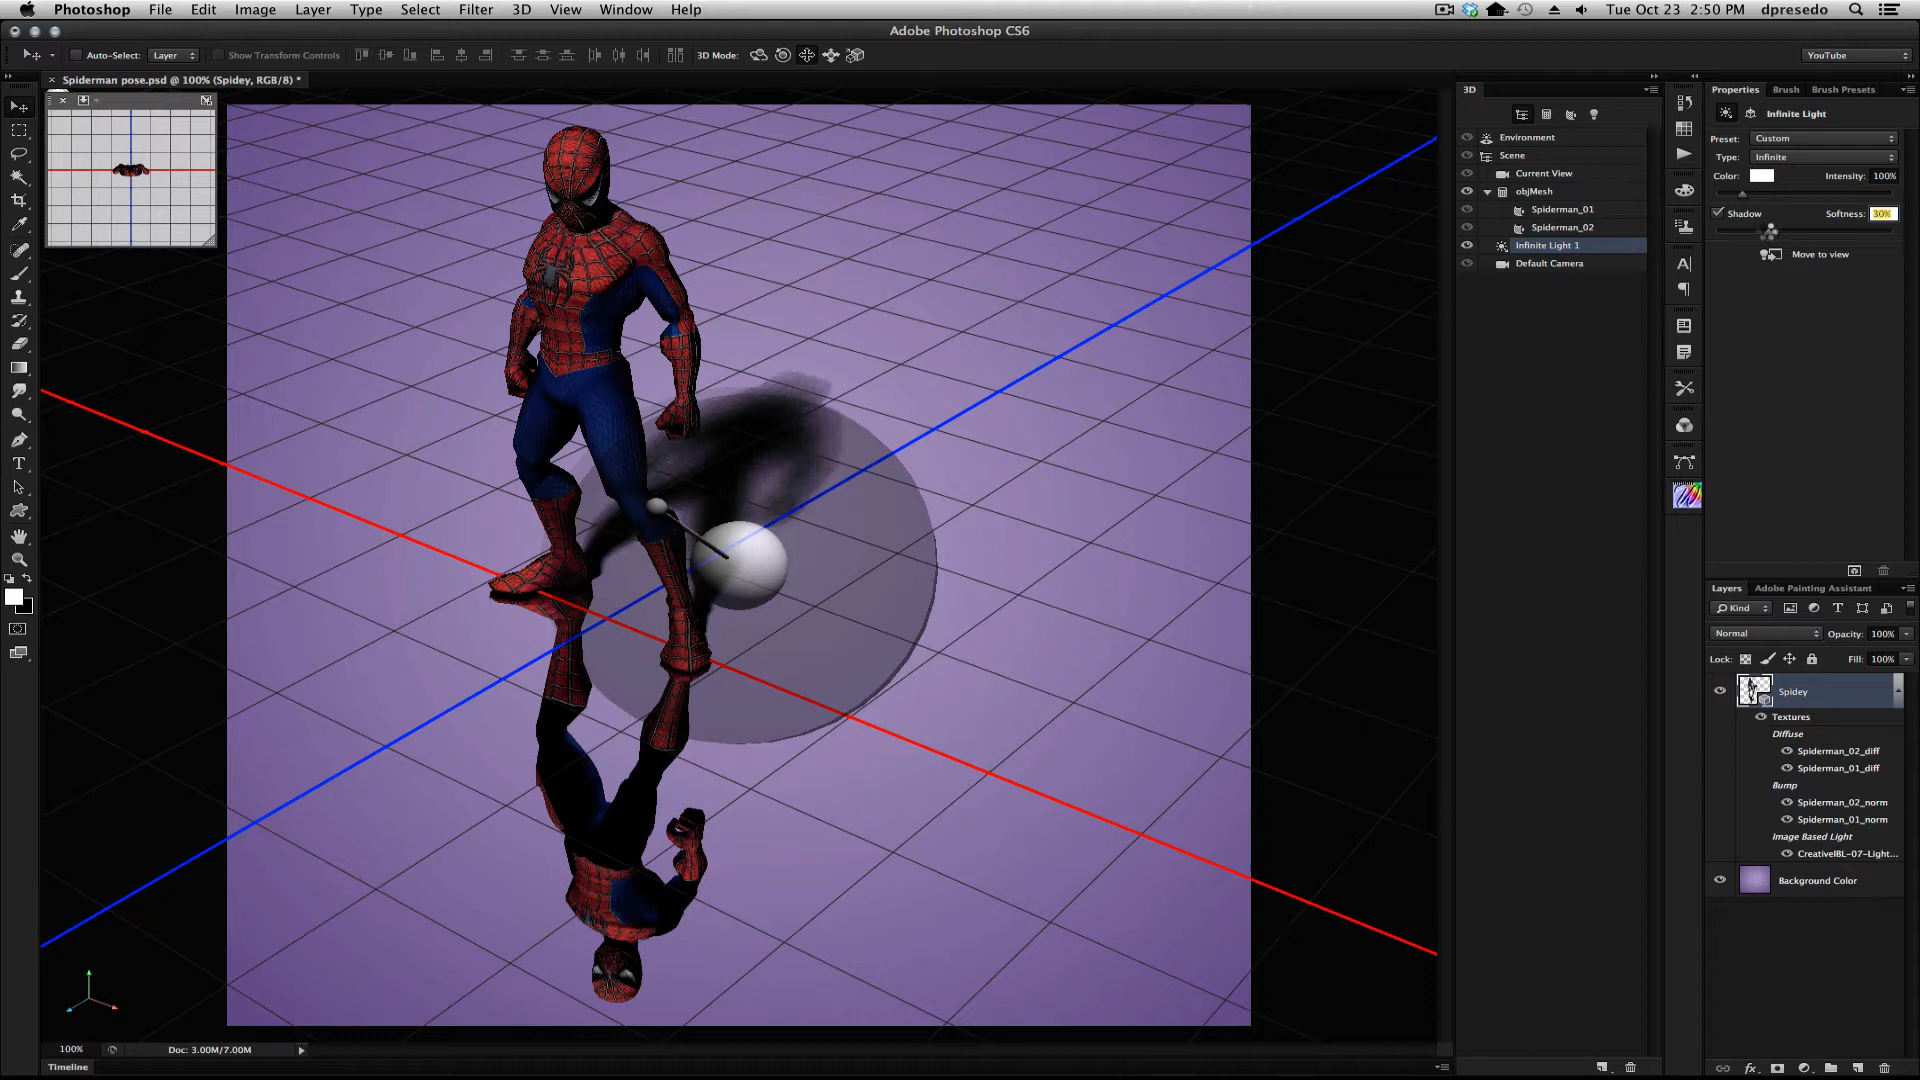 Photoshop File Edit Image Layer Type Select Filter 3D View Window Help Tue Oct 23 2:50 PM dpresedo
Adobe Photoshop CS6
Auto-Select: Layer Show Transform Controls 3D Mode: YouTube
Spiderman pose.psd @ 100% (Spidey, RGB/8) *
3D
Environment
Scene
Current View
objMesh
Spiderman_01
Spiderman_02
Infinite Light 1
Default Camera
Properties Brush Brush Presets
Infinite Light
Preset: Custom
Type: Infinite
Color: Intensity: 100%
Shadow Softness: 30%
Move to view
Layers Adobe Painting Assistant
Kind
Normal Opacity: 100%
Lock: Fill: 100%
Spidey
Textures
Diffuse
Spiderman_02_diff
Spiderman_01_diff
Bump
Spiderman_02_norm
Spiderman_01_norm
Image Based Light
CreativeIBL-07-Light...
Background Color
100% Doc: 3.00M/7.00M
Timeline